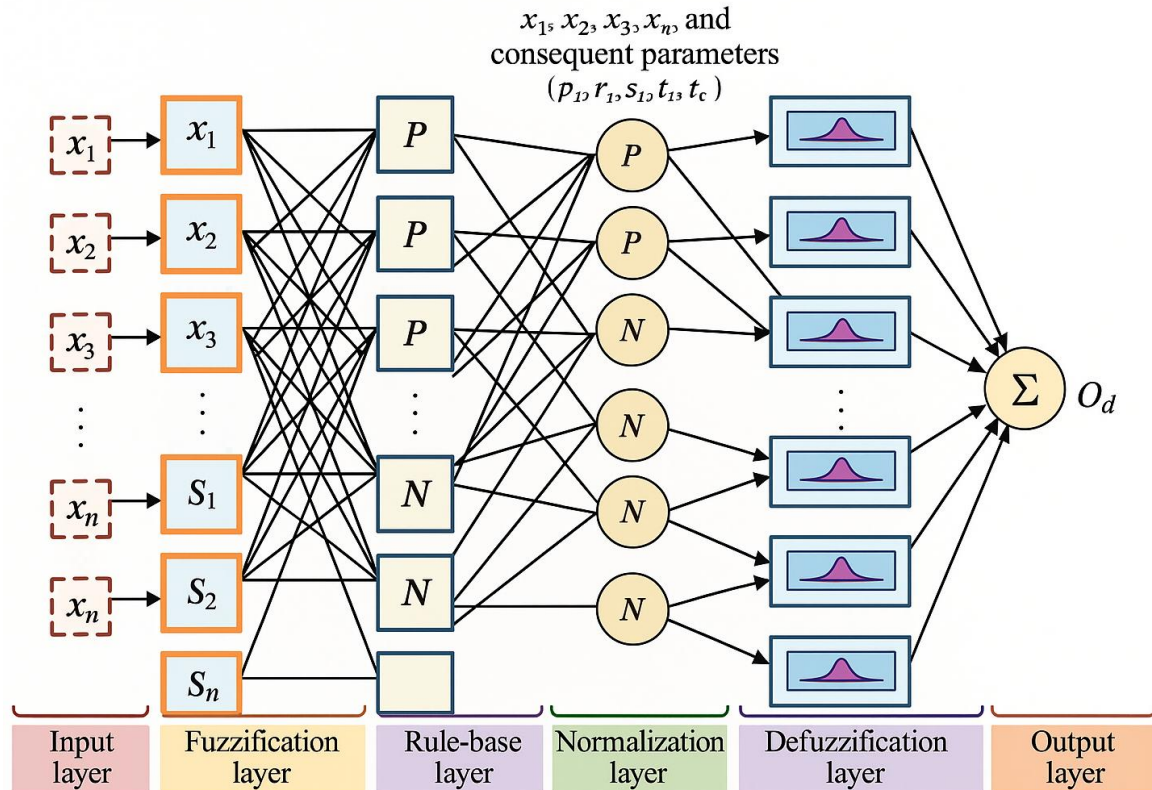 x₁, x₂, x₃, xₙ, and
consequent parameters
(p₁, r₁, s₁, t₁, t_c)
x₁
x₂
x₃
⋮
xₙ
xₙ
x₁
x₂
x₃
⋮
S₁
S₂
Sₙ
P
P
P
⋮
N
N
P
P
N
N
N
N
⋮
Σ
O_d
Input
layer
Fuzzification
layer
Rule-base
layer
Normalization
layer
Defuzzification
layer
Output
layer